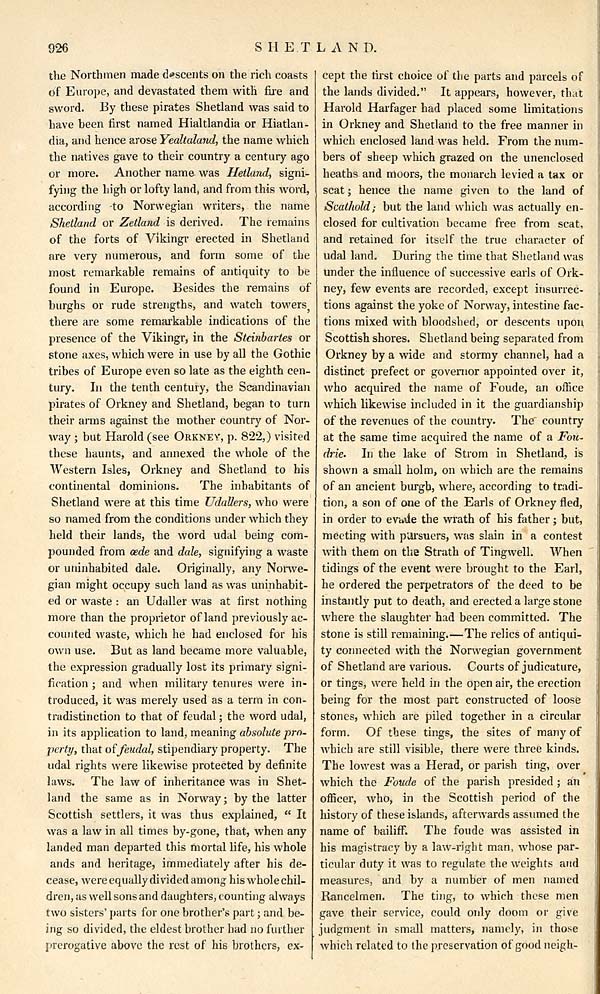 926
SHETLAND.
the Northmen made descents on the rich coasts
of Europe, and devastated them with fire and
sword. By these pirates Shetland was said to
have been first named Hialtlandia or Hiatlan-
dia, and hence arose Yealtaland, the name which
the natives gave to their country a century ago
or more. Another name was Hetland, signi-
fying the high or lofty land, and from this word,
according to Norwegian writers, the name
Shetland or Zetland is derived. The remains
of the forts of Vikingr erected in Shetland
are very numerous, and form some of the
most remarkable remains of antiquity to be
found in Europe. Besides the remains of
burghs or rude strengths, and watch towers,
there are some remarkable indications of the
presence of the Vikingr, in the Steinbartes or
stone axes, which were in use by all the Gothic
tribes of Europe even so late as the eighth cen-
tury. In the tenth century, the Scandinavian
pirates of Orkney and Shetland, began to turn
their arms against the mother country of Nor-
way; but Harold (see ORKNEY, p. 822,) visited
these haunts, and annexed the whole of the
Western Isles, Orkney and Shetland to his
continental dominions. The inhabitants of
Shetland were at this time Udallers, who were
so named from the conditions under which they
held their lands, the word udal being com-
pounded from œde and dale, signifying a waste
or uninhabited dale. Originally, any Norwe-
gian might occupy such land as was uninhabit-
ed or waste: an Udaller was at first nothing
more than the proprietor of land previously ac-
counted waste, which he had enclosed for his
own use. But as land became more valuable,
the expression gradually lost its primary signi-
fication; and when military tenures were in-
troduced, it was merely used as a term in con-
tradistinction to that of feudal; the word udal,
in its application to land, meaning absolute pro-
perty, that of feudal, stipendiary property. The
udal rights were likewise protected by definite
laws. The law of inheritance was in Shet-
land the same as in Norway; by the latter
Scottish settlers, it was thus explained, “ It
was a law in all times by-gone, that, when any
landed man departed this mortal life, his whole
ands and heritage, immediately after his de-
cease, were equally divided among his whole chil-
dren, as well sons and daughters, counting always
two sisters' parts for one brother's part; and be-
ing so divided, the eldest brother had no further
prerogative above the rest of his brothers, ex-
cept the first choice of the parts and parcels of
the lands divided.” It appears, however, that
Harold Harfager had placed some limitations
in Orkney and Shetland to the free manner in
which enclosed land was held. From the num-
bers of sheep which grazed on the unenclosed
heaths and moors, the monarch levied a tax or
scat; hence the name given to the land of
Scathold; but the land which was actually en-
closed for cultivation became free from scat,
and retained for itself the true character of
udal land. During the time that Shetland was
under the influence of successive earls of Ork-
ney, few events are recorded, except insurrec-
tions against the yoke of Norway, intestine fac-
tions mixed with bloodshed, or descents upon
Scottish shores. Shetland being separated from
Orkney by a wide and stormy channel, had a
distinct prefect or governor appointed over it,
who acquired the name of Foude, an office
which likewise included in it the guardianship
of the revenues of the country. The country
at the same time acquired the name of a Fou-
drie. In the lake of Strom in Shetland, is
shown a small holm, on which are the remains
of an ancient burgh, where, according to tradi-
tion, a son of one of the Earls of Orkney fled,
in order to evade the wrath of his father; but,
meeting with pursuers, was slain in a contest
with them on the Strath of Tingwell. When
tidings of the event were brought to the Earl,
he ordered the perpetrators of the deed to be
instantly put to death, and erected a large stone
where the slaughter had been committed. The
stone is still remaining.—The relics of antiqui-
ty connected with the Norwegian government
of Shetland are various. Courts of judicature,
or tings, were held in the open air, the erection
being for the most part constructed of loose
stones, which are piled together in a circular
form. Of these tings, the sites of many of
which are still visible, there were three kinds.
The lowest was a Herad, or parish ting, over
which the Foude of the parish presided; an
officer, who, in the Scottish period of the
history of these islands, afterwards assumed the
name of bailiff. The foude was assisted in
his magistracy by a law-right man, whose par-
ticular duty it was to regulate the weights and
measures, and by a number of men named
Rancelmen. The ting, to which these men
gave their service, could only doom or give
judgment in small matters, namely, in those
which related to the preservation of good neigh-